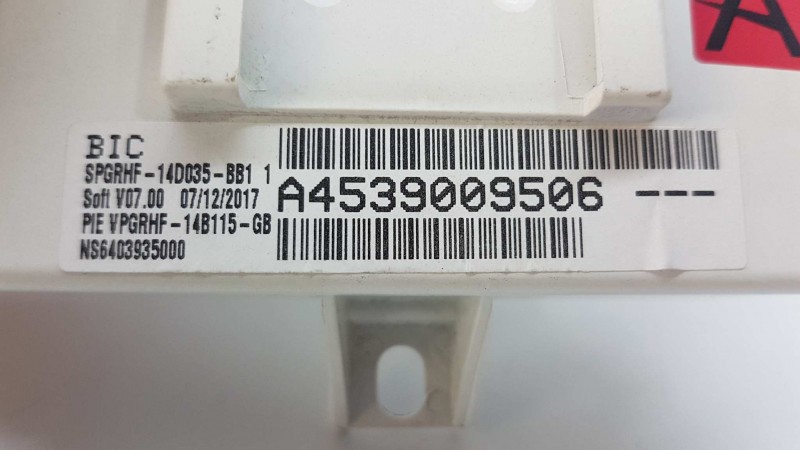 A
BIC
SPGRHF-14D035-BB1 1
Soft V07.00 07/12/2017
PIE VPGRHF-14B115-GB
NS6403935000
A4539009506 ---